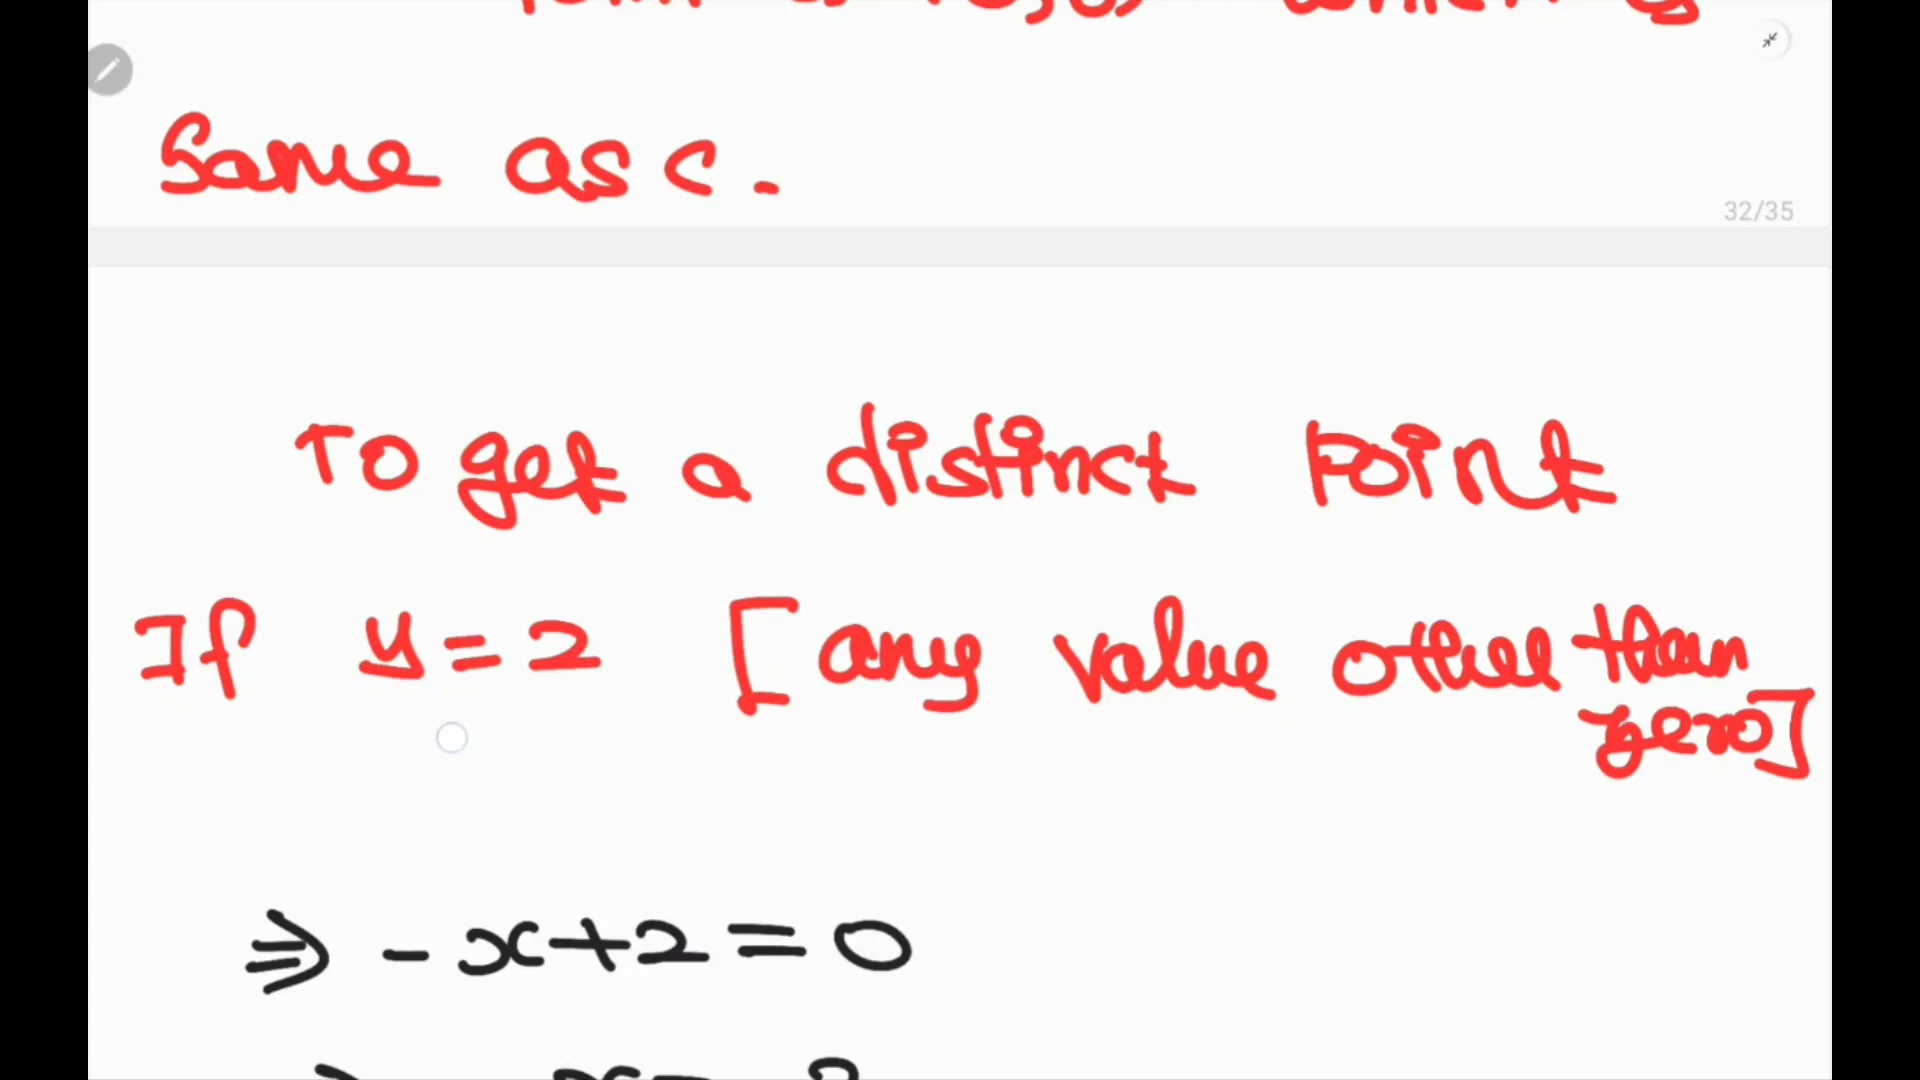 Same as c.
32/35
To get a distinct point
If y=2 [any value other than
zero]
⇒ -x+2=0